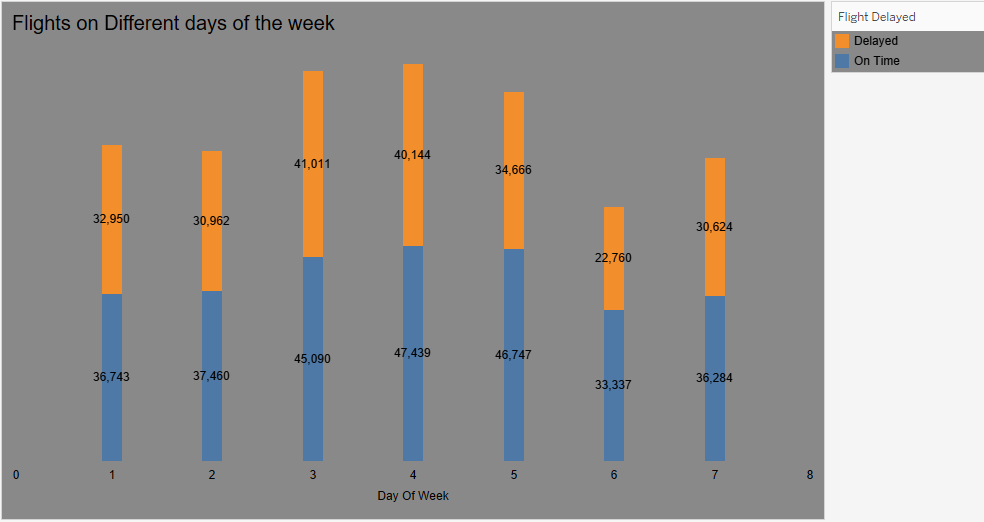 Flights on Different days of the week
Flight Delayed
Delayed
On Time
32,950
30,962
41,011
40,144
34,666
22,760
30,624
36,743
37,460
45,090
47,439
46,747
33,337
36,284
0 1 2 3 4 5 6 7 8
Day Of Week